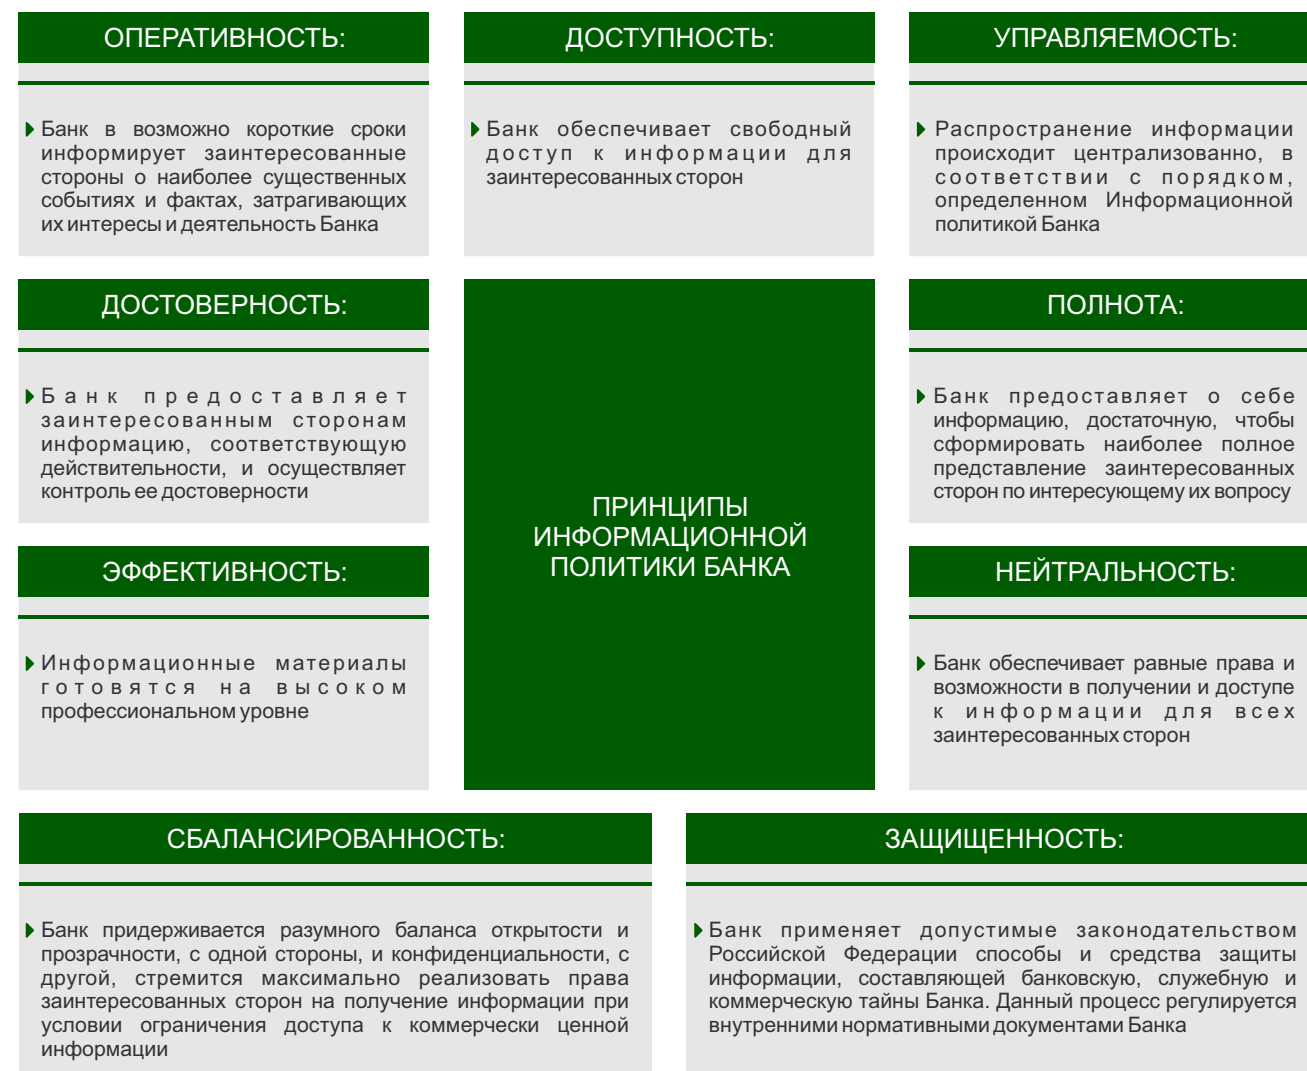 ОПЕРАТИВНОСТЬ:
Банк в возможно короткие сроки
информирует заинтересованные
стороны о наиболее существенных
событиях и фактах, затрагивающих
их интересы и деятельность Банка
ДОСТУПНОСТЬ:
Банк обеспечивает свободный
доступ к информации для
заинтересованных сторон
УПРАВЛЯЕМОСТЬ:
Распространение информации
происходит централизованно, в
соответствии с порядком,
определенном Информационной
политикой Банка
ДОСТОВЕРНОСТЬ:
Банк предоставляет
заинтересованным сторонам
информацию, соответствующую
действительности, и осуществляет
контроль ее достоверности
ПРИНЦИПЫ
ИНФОРМАЦИОННОЙ
ПОЛИТИКИ БАНКА
ПОЛНОТА:
Банк предоставляет о себе
информацию, достаточную, чтобы
сформировать наиболее полное
представление заинтересованных
сторон по интересующему их вопросу
ЭФФЕКТИВНОСТЬ:
Информационные материалы
готовятся на высоком
профессиональном уровне
НЕЙТРАЛЬНОСТЬ:
Банк обеспечивает равные права и
возможности в получении и доступе
к информации для всех
заинтересованных сторон
СБАЛАНСИРОВАННОСТЬ:
Банк придерживается разумного баланса открытости и
прозрачности, с одной стороны, и конфиденциальности, с
другой, стремится максимально реализовать права
заинтересованных сторон на получение информации при
условии ограничения доступа к коммерчески ценной
информации
ЗАЩИЩЕННОСТЬ:
Банк применяет допустимые законодательством
Российской Федерации способы и средства защиты
информации, составляющей банковскую, служебную и
коммерческую тайны Банка. Данный процесс регулируется
внутренними нормативными документами Банка